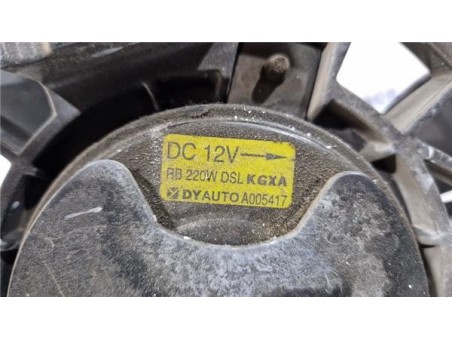 DC 12V
RB 220W DSL KGXA
DYAUTO A005417